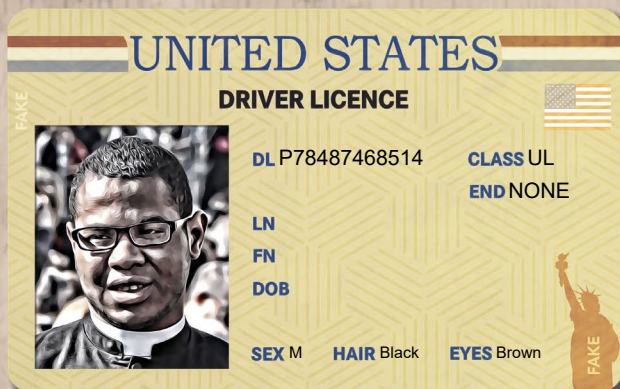 UNITED STATES
DRIVER LICENCE
FAKE
DL P78487468514 CLASS UL
END NONE
LN
FN
DOB
SEX M HAIR Black EYES Brown
FAKE